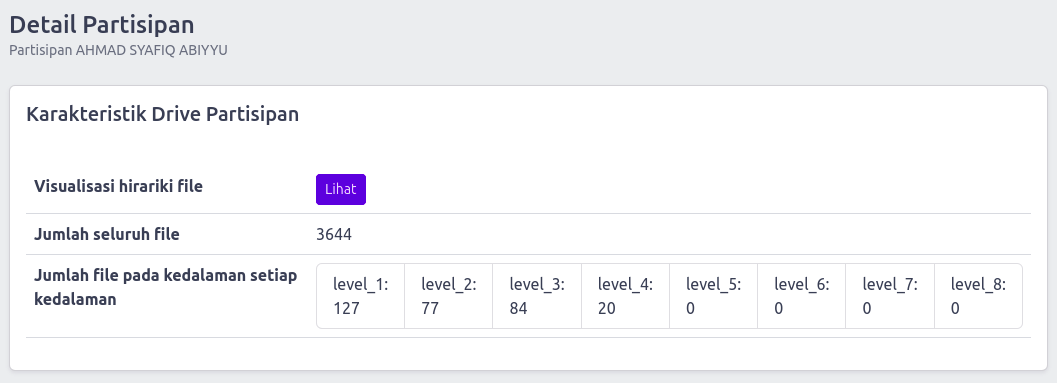 Detail Partisipan
Partisipan AHMAD SYAFIQ ABIYYU
Karakteristik Drive Partisipan
Visualisasi hirariki file
Lihat
Jumlah seluruh file
3644
Jumlah file pada kedalaman setiap
kedalaman
level_1:
127
level_2:
77
level_3:
84
level_4:
20
level_5:
0
level_6:
0
level_7:
0
level_8:
0